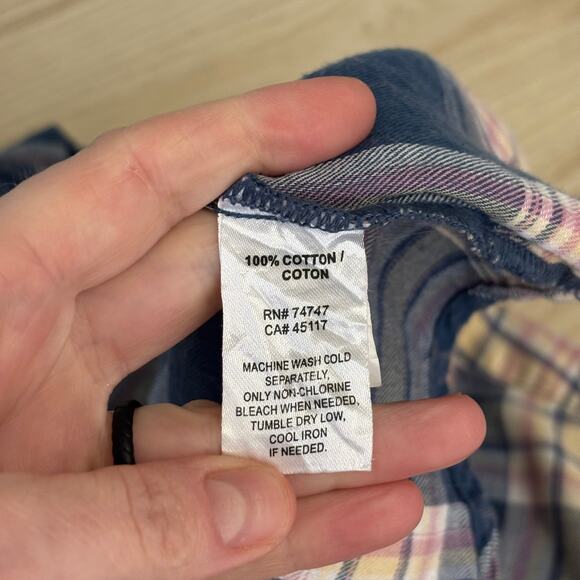 100% COTTON /
COTON
RN# 74747
CA# 45117
MACHINE WASH COLD
SEPARATELY,
ONLY NON-CHLORINE
BLEACH WHEN NEEDED,
TUMBLE DRY LOW,
COOL IRON
IF NEEDED.